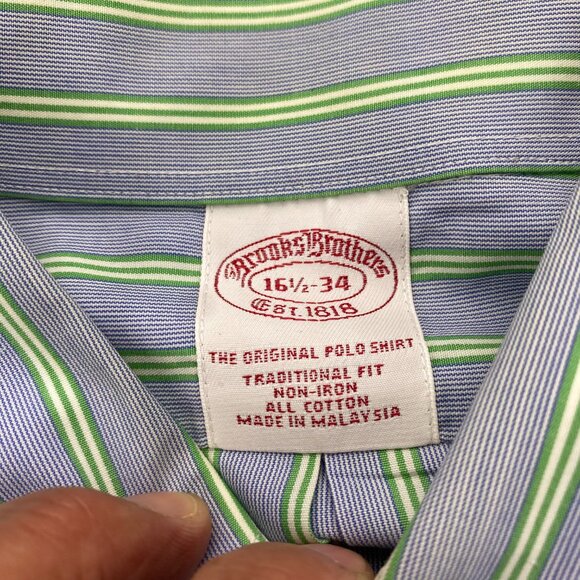 Brooks Brothers
16½-34
EST. 1818
THE ORIGINAL POLO SHIRT
TRADITIONAL FIT
NON-IRON
ALL COTTON
MADE IN MALAYSIA